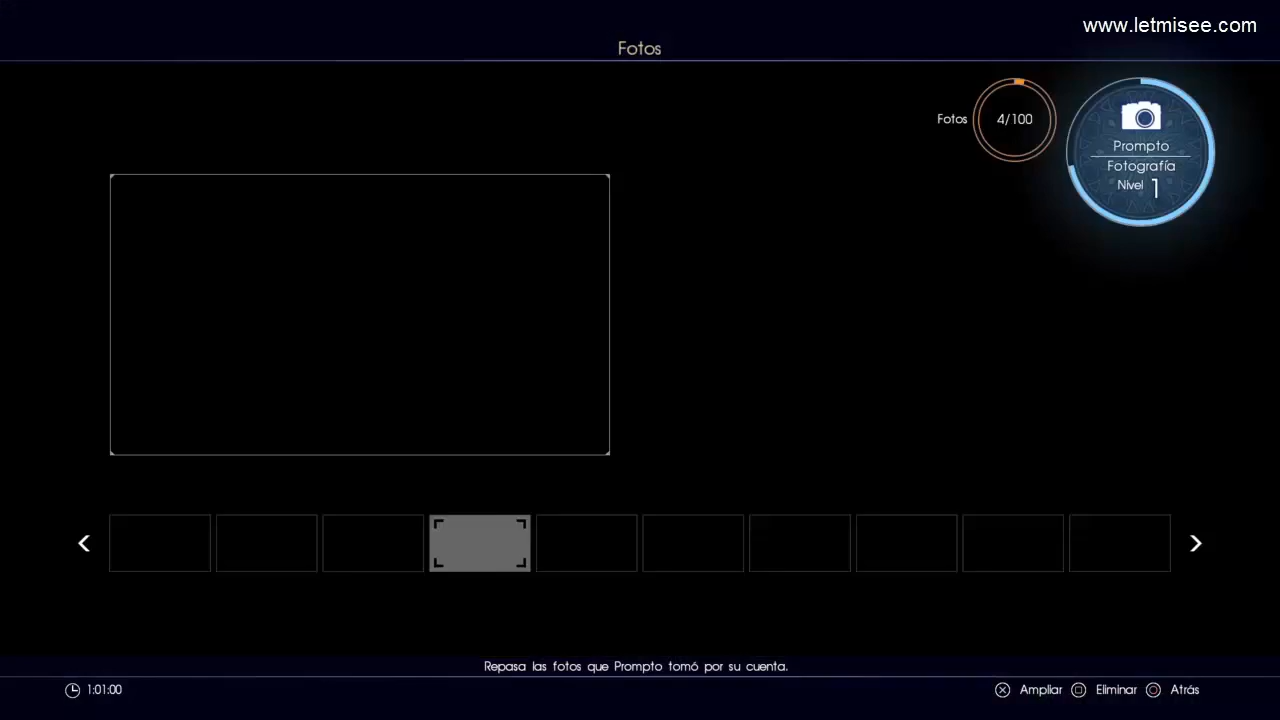 www.letmisee.com
Fotos
Fotos 4/100
Prompto
Fotografía
Nivel 1
Repasa las fotos que Prompto tomó por su cuenta.
1:01:00
Ampliar Eliminar Atrás